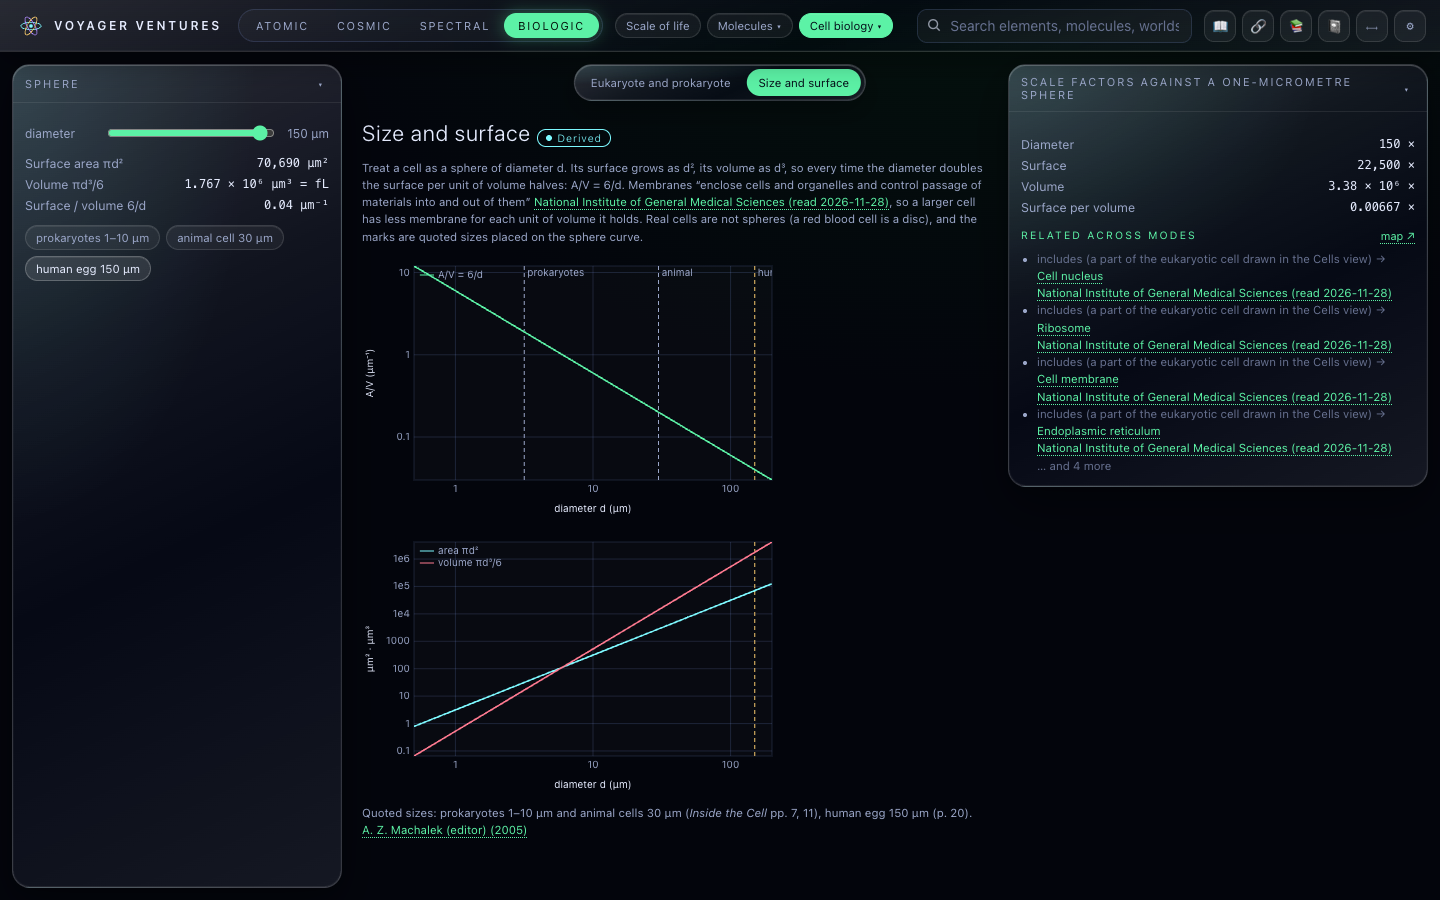 VOYAGER VENTURES
ATOMIC
COSMIC
SPECTRAL
BIOLOGIC
Scale of life
Molecules
Cell biology
Search elements, molecules, worlds
SPHERE
diameter
150 µm
Surface area πd²
70,690 µm²
Volume πd³/6
1.767 × 10⁶ µm³ = fL
Surface / volume 6/d
0.04 µm⁻¹
prokaryotes 1–10 µm
animal cell 30 µm
human egg 150 µm
Eukaryote and prokaryote
Size and surface
Size and surface
Derived
Treat a cell as a sphere of diameter d. Its surface grows as d², its volume as d³, so every time the diameter doubles
the surface per unit of volume halves: A/V = 6/d. Membranes “enclose cells and organelles and control passage of
materials into and out of them” National Institute of General Medical Sciences (read 2026-11-28), so a larger cell
has less membrane for each unit of volume it holds. Real cells are not spheres (a red blood cell is a disc), and the
marks are quoted sizes placed on the sphere curve.
A/V = 6/d
prokaryotes
animal
hur
10
1
0.1
A/V (µm⁻¹)
1
10
100
diameter d (µm)
area πd²
volume πd³/6
1e6
1e5
1e4
1000
100
10
1
0.1
µm² · µm³
1
10
100
diameter d (µm)
Quoted sizes: prokaryotes 1–10 µm and animal cells 30 µm (Inside the Cell pp. 7, 11), human egg 150 µm (p. 20).
A. Z. Machalek (editor) (2005)
SCALE FACTORS AGAINST A ONE-MICROMETRE
SPHERE
Diameter
150 ×
Surface
22,500 ×
Volume
3.38 × 10⁶ ×
Surface per volume
0.00667 ×
RELATED ACROSS MODES
map ↗
includes (a part of the eukaryotic cell drawn in the Cells view) →
Cell nucleus
National Institute of General Medical Sciences (read 2026-11-28)
includes (a part of the eukaryotic cell drawn in the Cells view) →
Ribosome
National Institute of General Medical Sciences (read 2026-11-28)
includes (a part of the eukaryotic cell drawn in the Cells view) →
Cell membrane
National Institute of General Medical Sciences (read 2026-11-28)
includes (a part of the eukaryotic cell drawn in the Cells view) →
Endoplasmic reticulum
National Institute of General Medical Sciences (read 2026-11-28)
... and 4 more